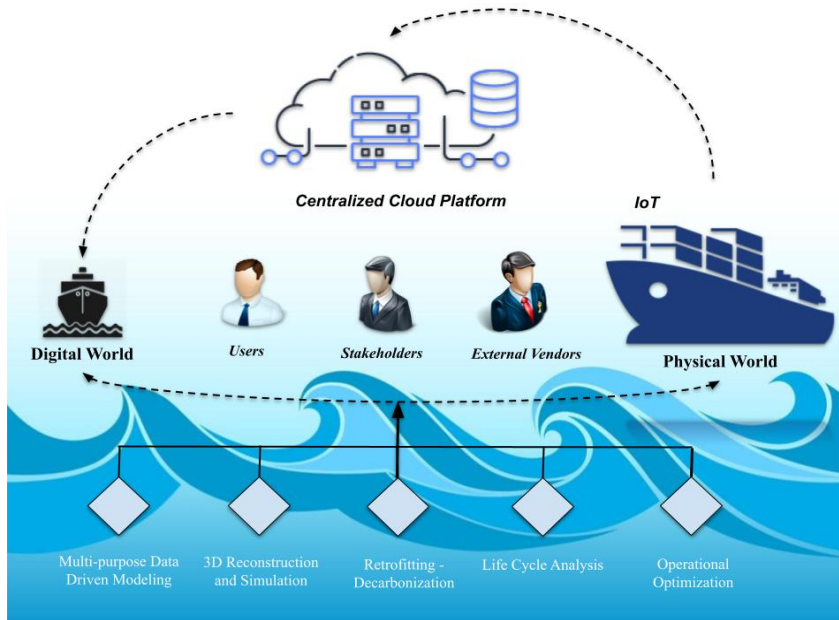 Centralized Cloud Platform
IoT
Digital World
Users
Stakeholders
External Vendors
Physical World
Multi-purpose Data
Driven Modeling
3D Reconstruction
and Simulation
Retrofitting -
Decarbonization
Life Cycle Analysis
Operational
Optimization